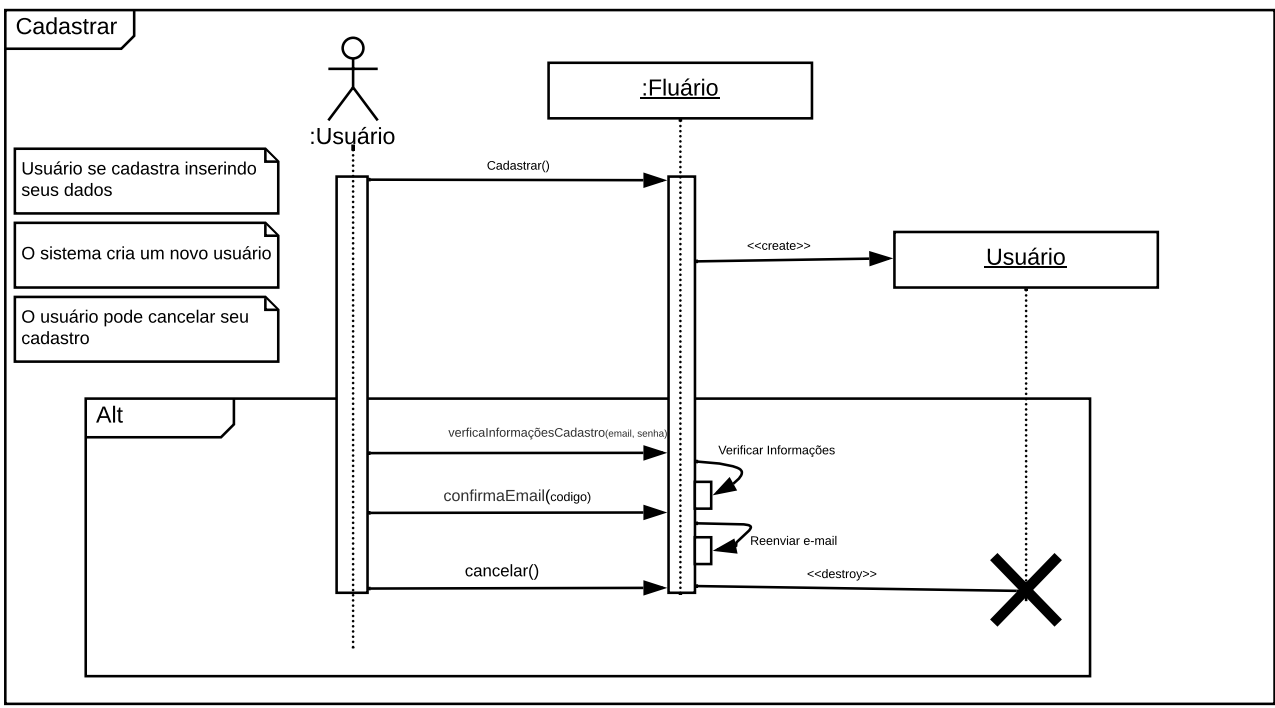 Cadastrar
:Usuário
:Fluário
Usuário se cadastra inserindo
seus dados
Cadastrar()
O sistema cria um novo usuário
<<create>>
Usuário
O usuário pode cancelar seu
cadastro
Alt
verficaInformaçõesCadastro(email, senha)
Verificar Informações
confirmaEmail(codigo)
Reenviar e-mail
cancelar()
<<destroy>>